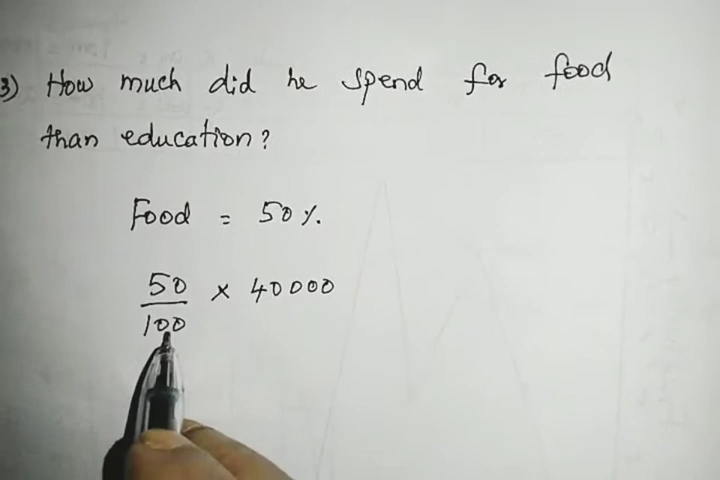 3) How much did he spend for food
than education?
Food = 50%.
50
100 × 40000